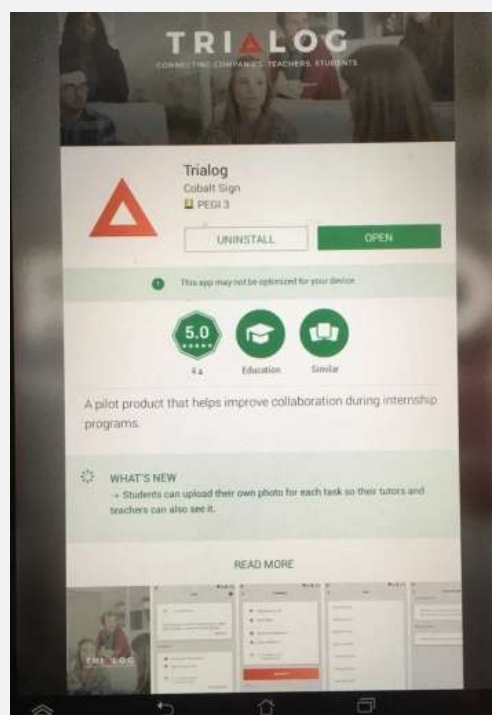 TRIALOG
CONNECTING COMPANIES, TEACHERS, STUDENTS
Trialog
Cobalt Sign
PEGI 3
UNINSTALL
OPEN
This app may not be optimized for your device
5.0
4
Education
Similar
A pilot product that helps improve collaboration during internship
programs.
WHAT'S NEW
→ Students can upload their own photo for each task so their tutors and
teachers can also see it.
READ MORE
TRIALOG